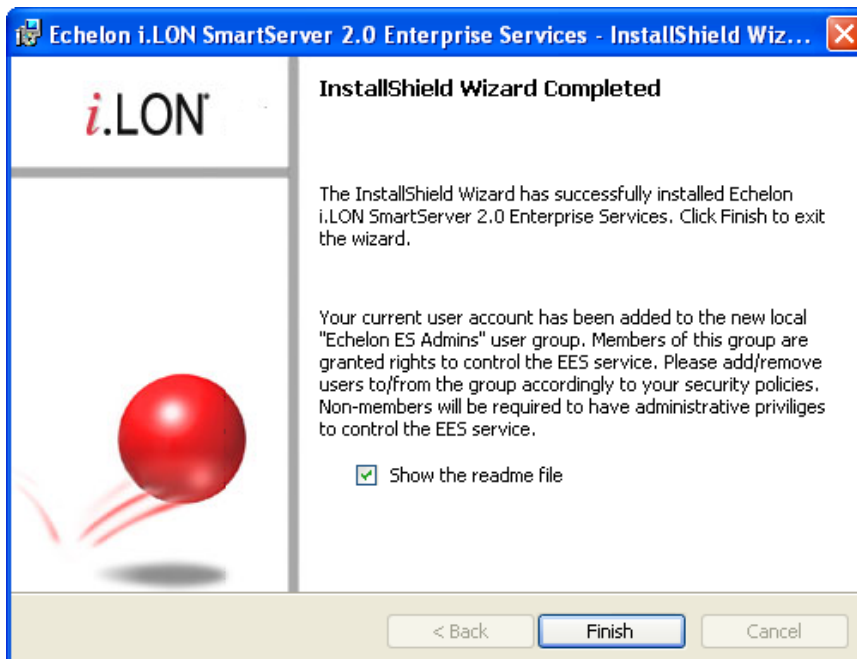 Echelon i.LON SmartServer 2.0 Enterprise Services - InstallShield Wiz...
i.LON
InstallShield Wizard Completed
The InstallShield Wizard has successfully installed Echelon
i.LON SmartServer 2.0 Enterprise Services. Click Finish to exit
the wizard.
Your current user account has been added to the new local
"Echelon ES Admins" user group. Members of this group are
granted rights to control the EES service. Please add/remove
users to/from the group accordingly to your security policies.
Non-members will be required to have administrative priviliges
to control the EES service.
Show the readme file
< Back
Finish
Cancel